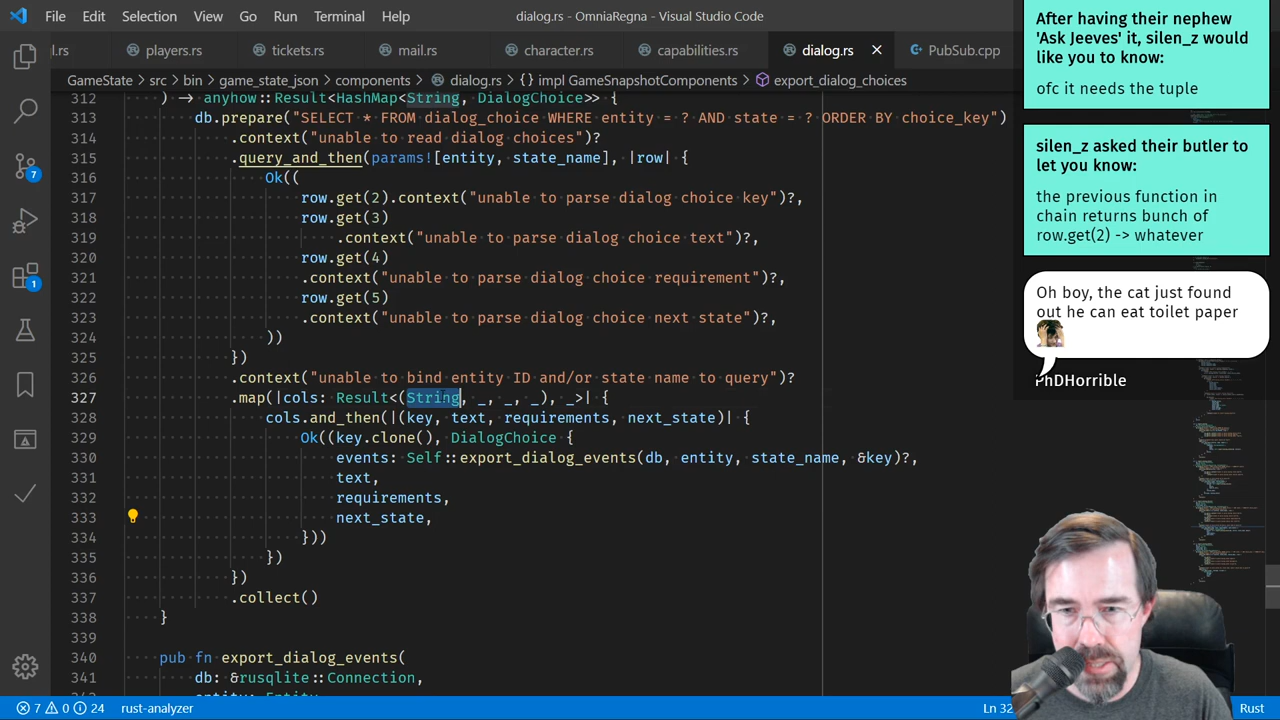 File Edit Selection View Go Run Terminal Help dialog.rs - OmniaRegna - Visual Studio Code
l.rs players.rs tickets.rs mail.rs character.rs capabilities.rs dialog.rs PubSub.cpp
GameState > src > bin > game_state_json > components > dialog.rs > {} impl GameSnapshotComponents > export_dialog_choices
312 ) -> anyhow::Result<HashMap<String, DialogChoice>> {
313 db.prepare("SELECT * FROM dialog_choice WHERE entity = ? AND state = ? ORDER BY choice_key")
314 .context("unable to read dialog choices")?
315 .query_and_then(params![entity, state_name], |row| {
316 Ok((
317 row.get(2).context("unable to parse dialog choice key")?,
318 row.get(3)
319 .context("unable to parse dialog choice text")?,
320 row.get(4)
321 .context("unable to parse dialog choice requirement")?,
322 row.get(5)
323 .context("unable to parse dialog choice next state")?,
324 ))
325 })
326 .context("unable to bind entity ID and/or state name to query")?
327 .map(|cols: Result<(String, _, _, _), _>| {
328 cols.and_then(|(key, text, requirements, next_state)| {
329 Ok((key.clone(), DialogChoice {
330 events: Self::export_dialog_events(db, entity, state_name, &key)?,
331 text,
332 requirements,
333 next_state,
334 }))
335 })
336 })
337 .collect()
338 }
339
340 pub fn export_dialog_events(
341 db: &rusqlite::Connection,
After having their nephew
'Ask Jeeves' it, silen_z would
like you to know:
ofc it needs the tuple
silen_z asked their butler to
let you know:
the previous function in
chain returns bunch of
row.get(2) -> whatever
Oh boy, the cat just found
out he can eat toilet paper
PhDHorrible
7
1
7 0 24 rust-analyzer Rust